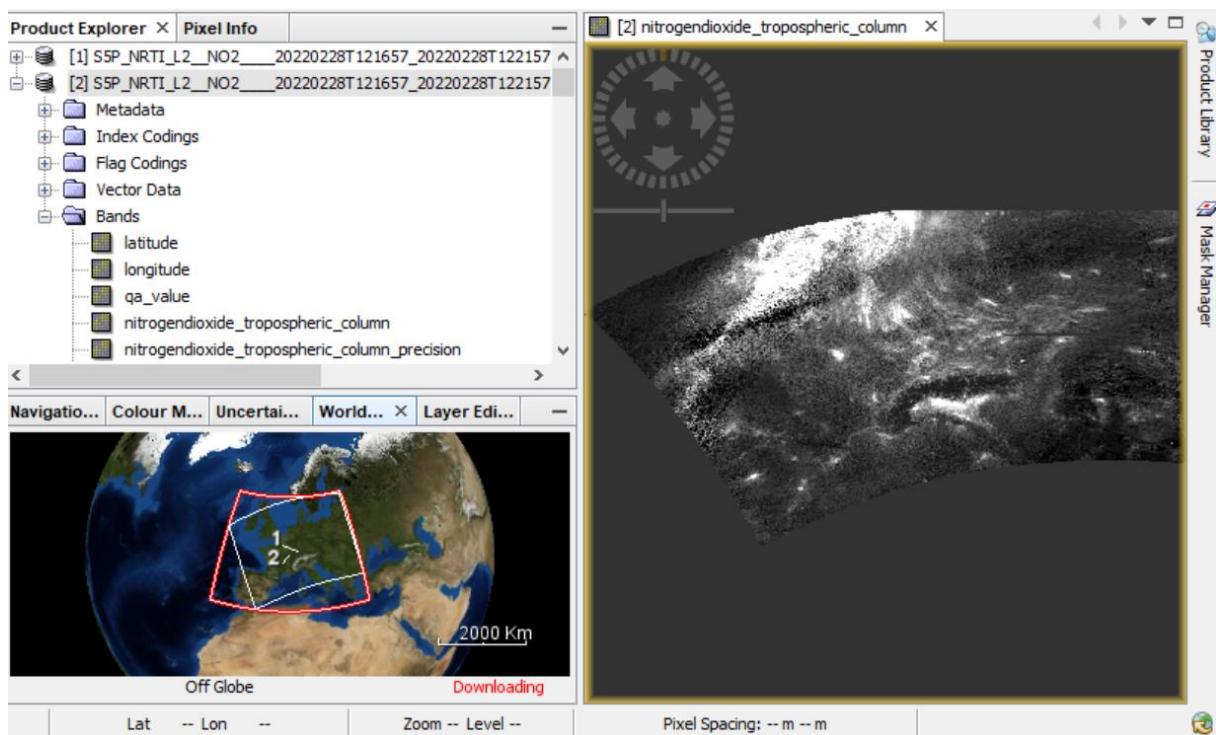 Product Explorer × Pixel Info
[1] S5P_NRTI_L2__NO2____20220228T121657_20220228T122157
[2] S5P_NRTI_L2__NO2____20220228T121657_20220228T122157
Metadata
Index Codings
Flag Codings
Vector Data
Bands
latitude
longitude
qa_value
nitrogendioxide_tropospheric_column
nitrogendioxide_tropospheric_column_precision
Navigatio... Colour M... Uncertai... World... × Layer Edi...
1
2
2000 Km
Off Globe Downloading
[2] nitrogendioxide_tropospheric_column ×
Product Library
Mask Manager
Lat -- Lon -- Zoom -- Level -- Pixel Spacing: -- m -- m